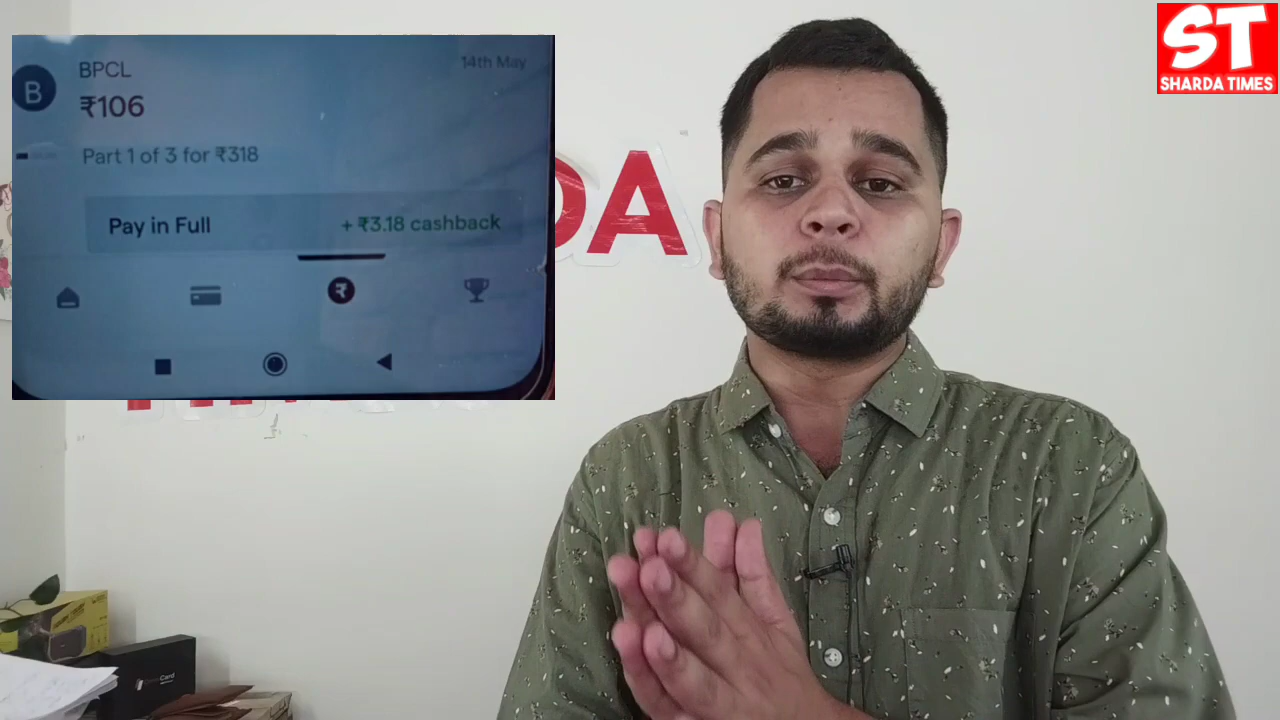 B
BPCL
14th May
₹106
Part 1 of 3 for ₹318
Pay in Full
+ ₹3.18 cashback
₹
ST
SHARDA TIMES
DA